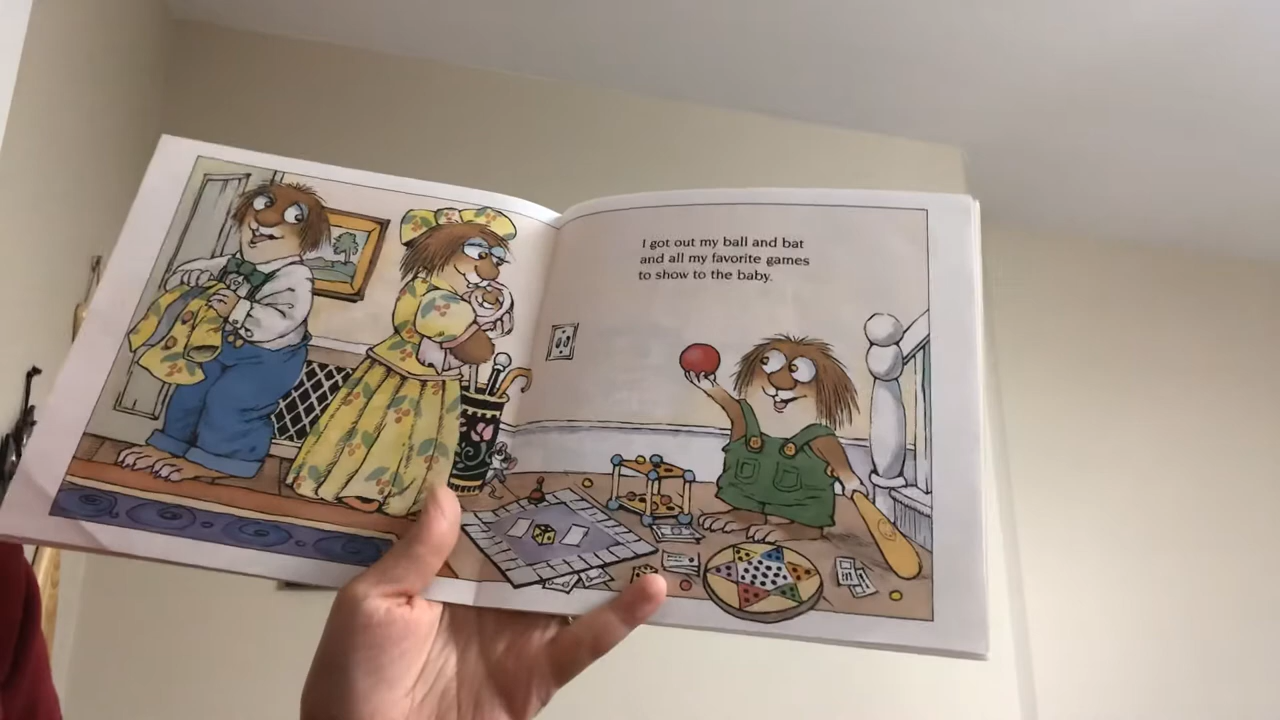 I got out my ball and bat
and all my favorite games
to show to the baby.